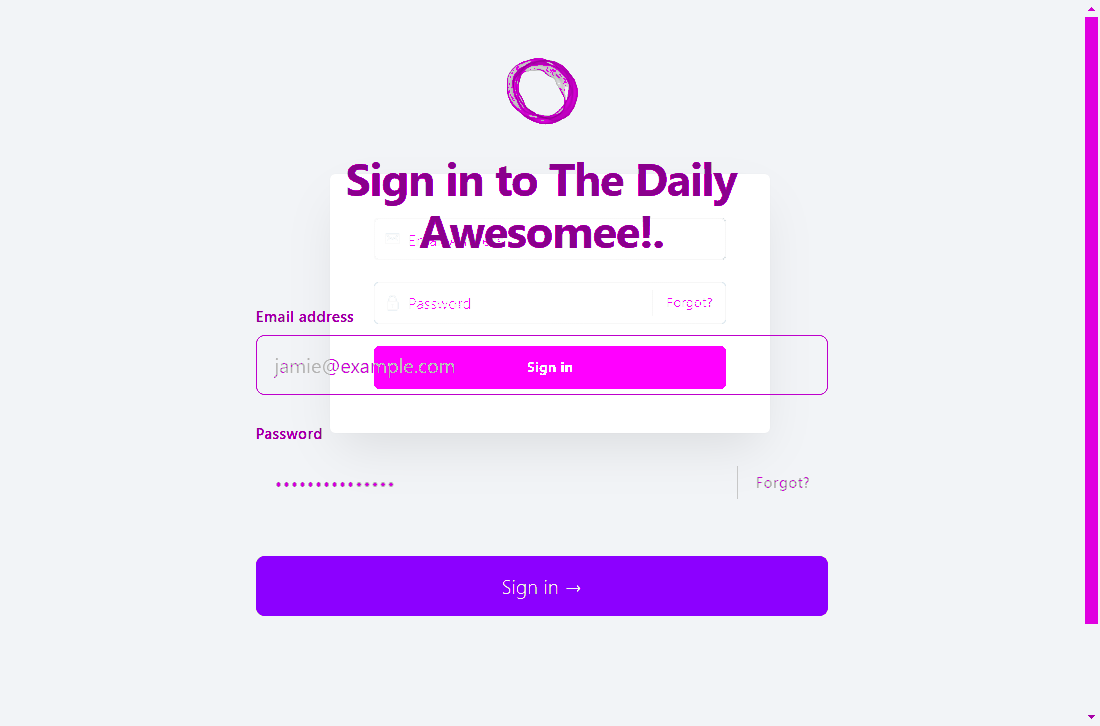 Sign in to The Daily
Awesomee!.
Password
Forgot?
Email address
jamie@example.com
Sign in
Password
Forgot?
Sign in →